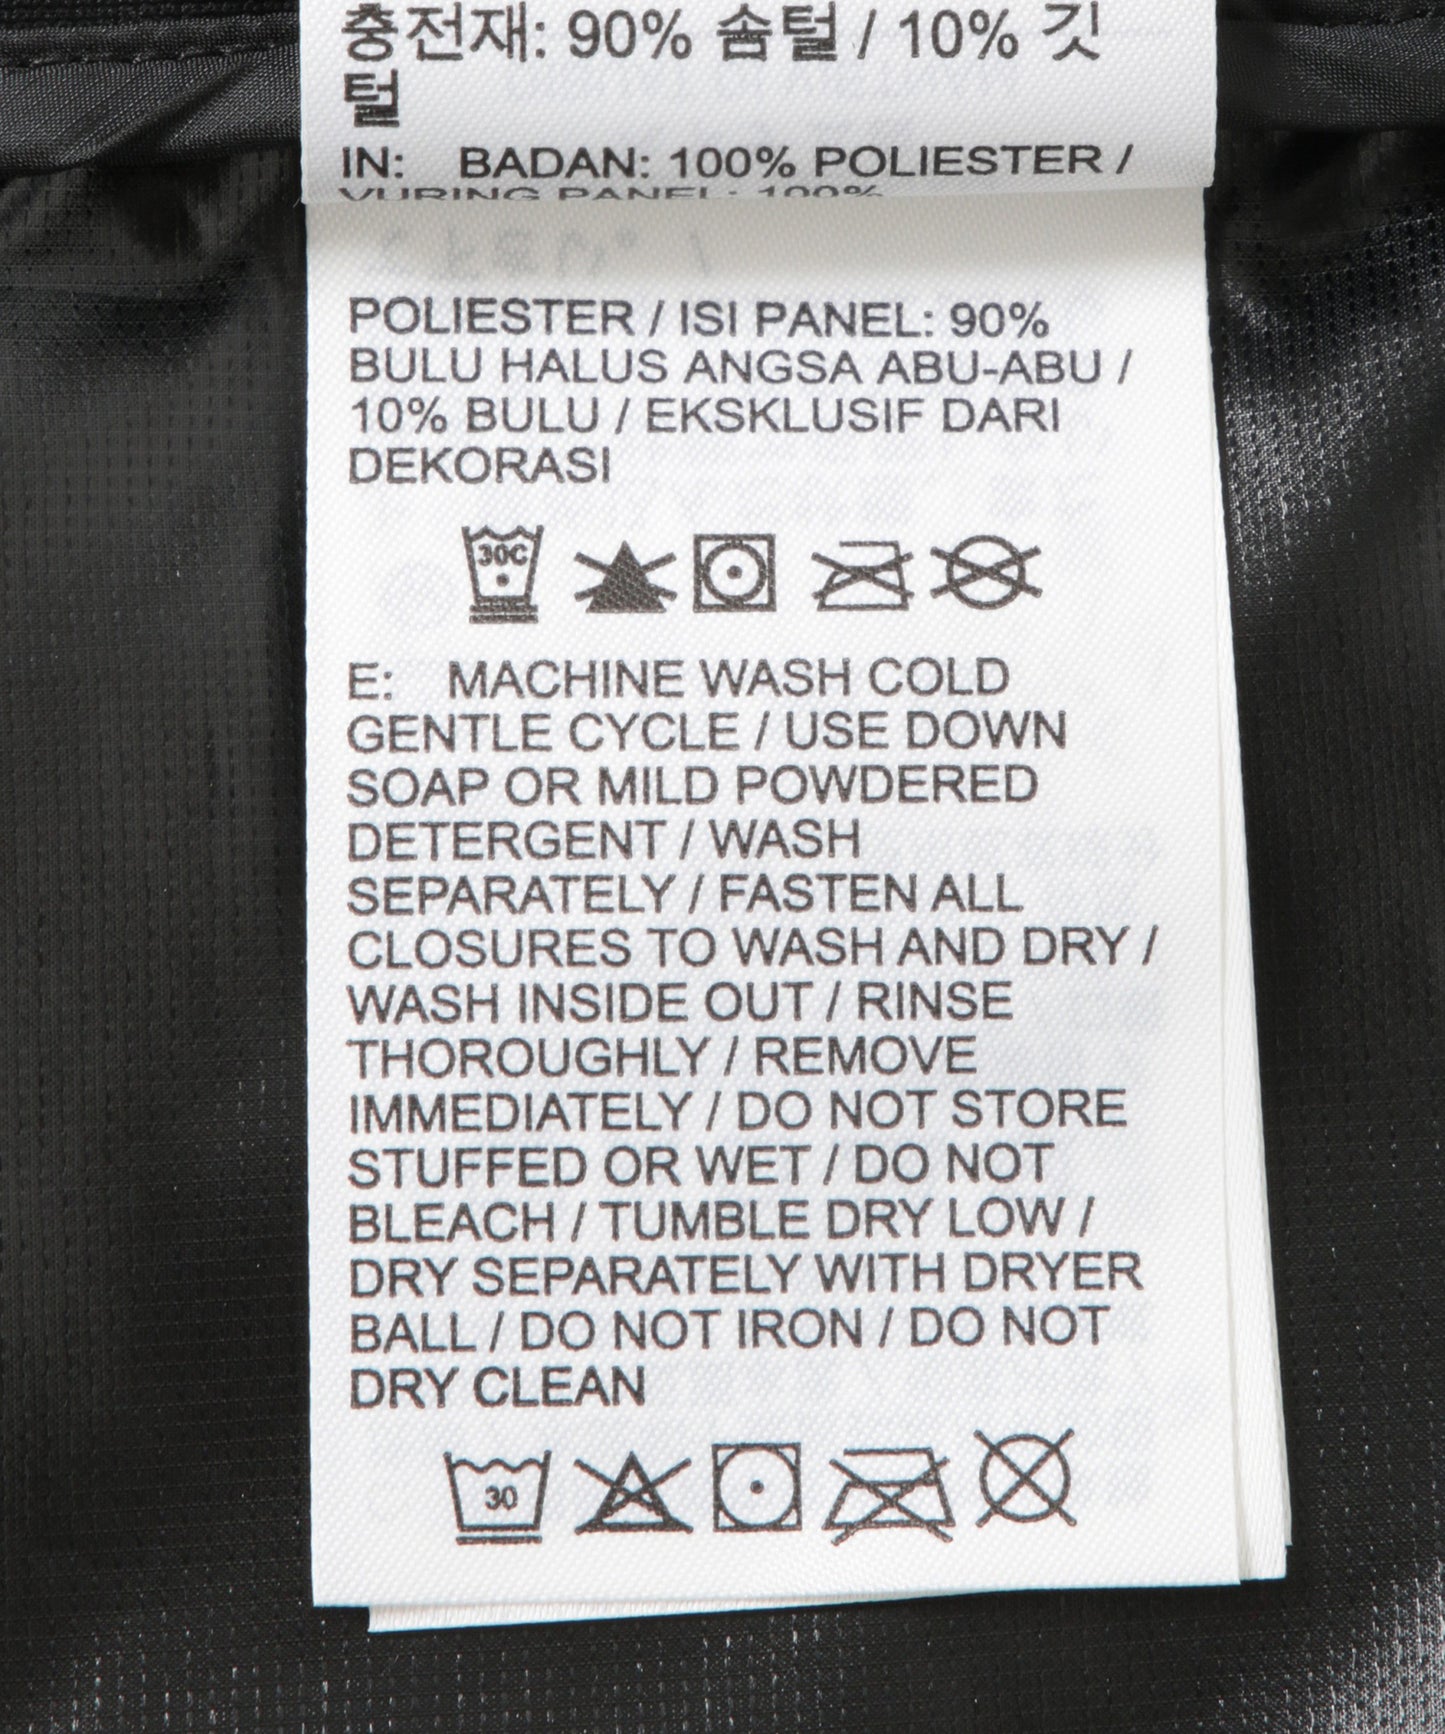 충전재: 90% 솜털 / 10% 깃
털
IN: BADAN: 100% POLIESTER /
VURING PANEL: 100%
POLIESTER / ISI PANEL: 90%
BULU HALUS ANGSA ABU-ABU /
10% BULU / EKSKLUSIF DARI
DEKORASI
30C
E: MACHINE WASH COLD
GENTLE CYCLE / USE DOWN
SOAP OR MILD POWDERED
DETERGENT / WASH
SEPARATELY / FASTEN ALL
CLOSURES TO WASH AND DRY /
WASH INSIDE OUT / RINSE
THOROUGHLY / REMOVE
IMMEDIATELY / DO NOT STORE
STUFFED OR WET / DO NOT
BLEACH / TUMBLE DRY LOW /
DRY SEPARATELY WITH DRYER
BALL / DO NOT IRON / DO NOT
DRY CLEAN
30